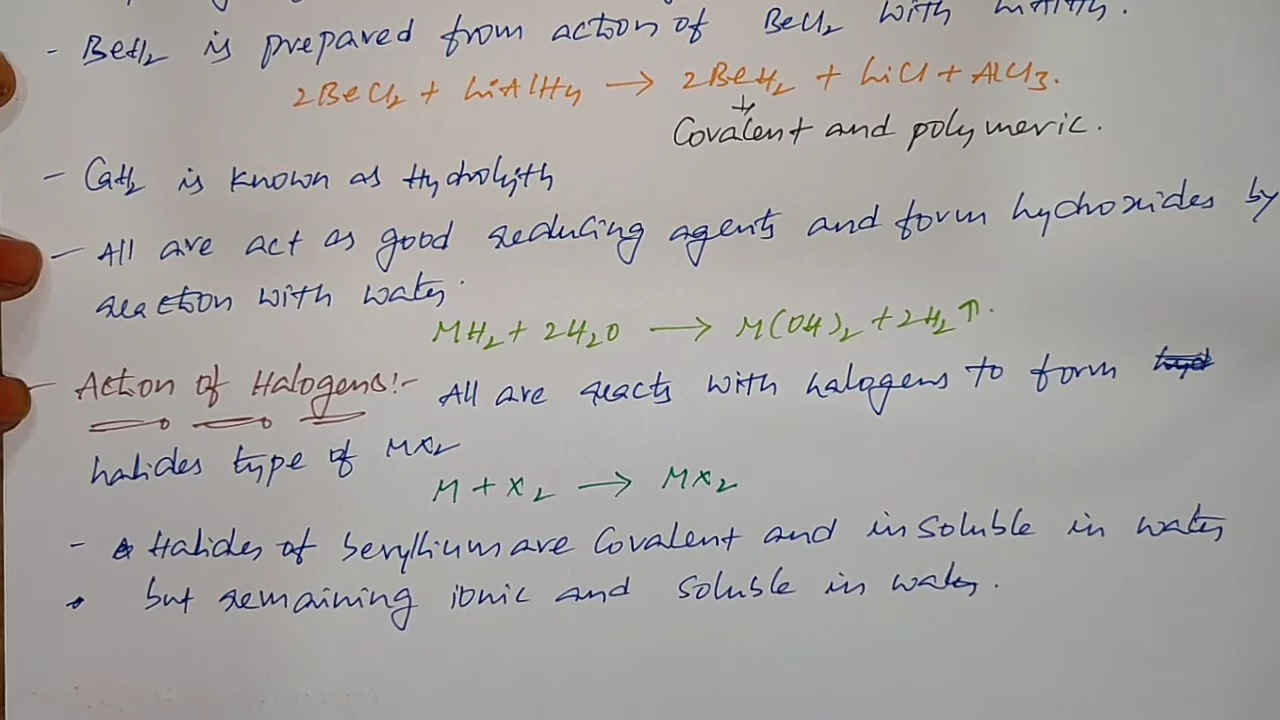 - BeH2 is prepared from action of BeCl2 with LiAlH4.
2BeCl2 + LiAlH4 → 2BeH2 + LiCl + AlCl3.
↓
Covalent and polymeric.
- CaH2 is known as Hydrolith
- All are act as good reducing agents and form hydroxides by
reaction with water.
MH2 + 2H2O → M(OH)2 + 2H2 ↑.
- Action of Halogens:- All are reacts with halogens to form
halides type of MX2
M + X2 → MX2
- Halides of beryllium are Covalent and insoluble in water
but remaining ionic and soluble in water.